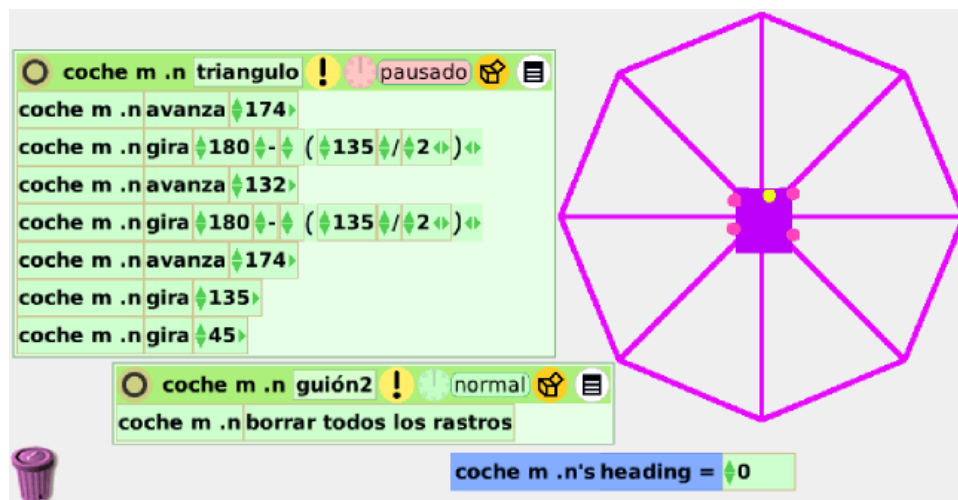 coche m .n triangulo ! pausado
coche m .n avanza 174
coche m .n gira 180 - (135 / 2)
coche m .n avanza 132
coche m .n gira 180 - (135 / 2)
coche m .n avanza 174
coche m .n gira 135
coche m .n gira 45
coche m .n guión2 ! normal
coche m .n borrar todos los rastros
coche m .n's heading = 0